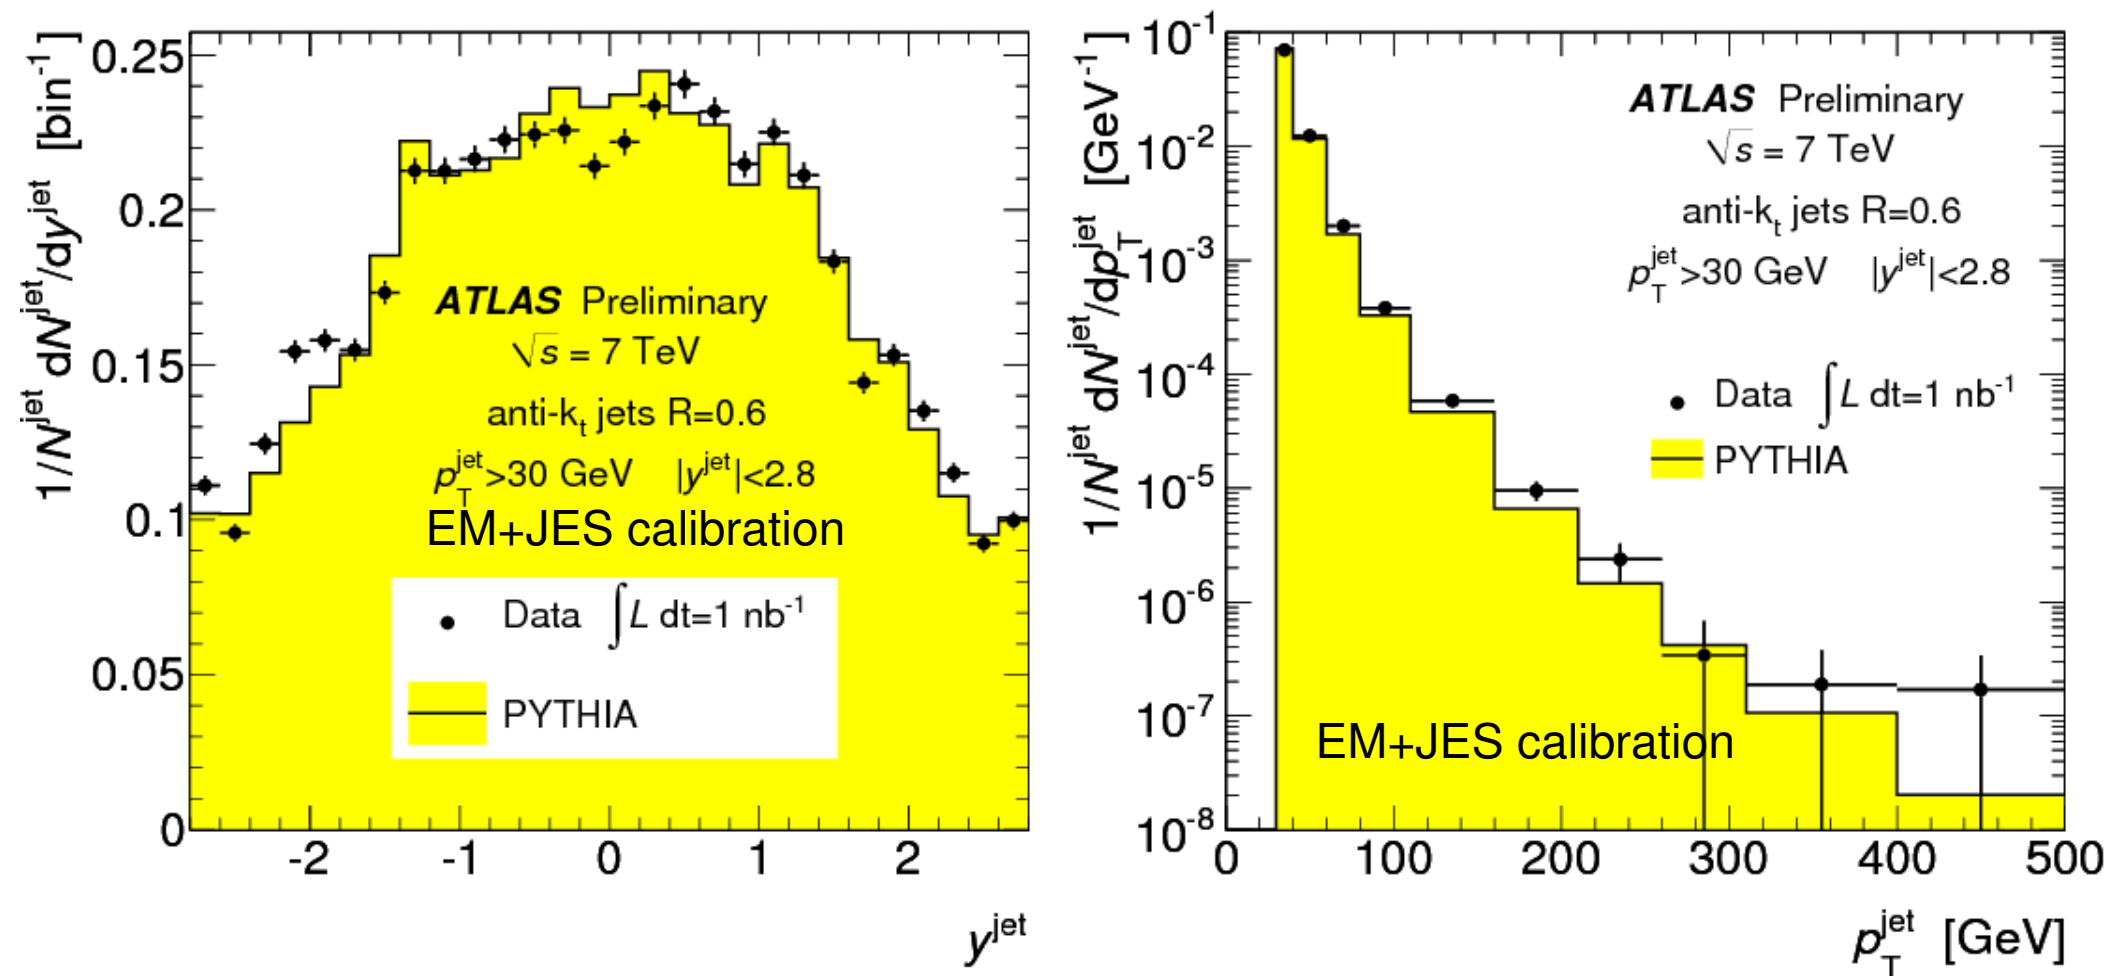 1/N^jet dN^jet/dy^jet [bin^-1]
0.25
0.2
0.15
0.1
0.05
0
ATLAS Preliminary
√s = 7 TeV
anti-k_t jets R=0.6
p_T^jet>30 GeV |y^jet|<2.8
EM+JES calibration
Data ∫L dt=1 nb^-1
PYTHIA
-2 -1 0 1 2
y^jet
1/N^jet dN^jet/dp_T^jet [GeV^-1]
10^-1
10^-2
10^-3
10^-4
10^-5
10^-6
10^-7
10^-8
ATLAS Preliminary
√s = 7 TeV
anti-k_t jets R=0.6
p_T^jet>30 GeV |y^jet|<2.8
Data ∫L dt=1 nb^-1
PYTHIA
EM+JES calibration
0 100 200 300 400 500
p_T^jet [GeV]